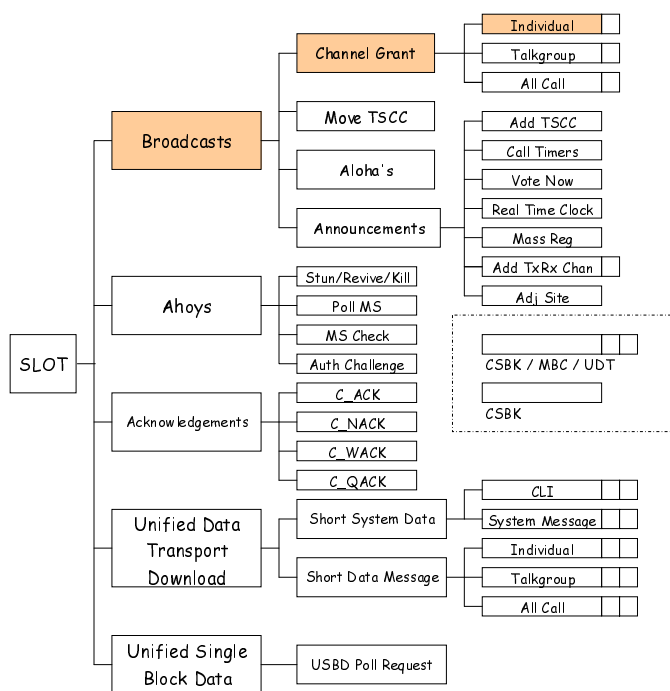 SLOT
Broadcasts
Channel Grant
Individual
Talkgroup
All Call
Move TSCC
Aloha's
Announcements
Add TSCC
Call Timers
Vote Now
Real Time Clock
Mass Reg
Add TxRx Chan
Adj Site
Ahoys
Stun/Revive/Kill
Poll MS
MS Check
Auth Challenge
CSBK / MBC / UDT
CSBK
Acknowledgements
C_ACK
C_NACK
C_WACK
C_QACK
Unified Data
Transport
Download
Short System Data
CLI
System Message
Short Data Message
Individual
Talkgroup
All Call
Unified Single
Block Data
USBD Poll Request